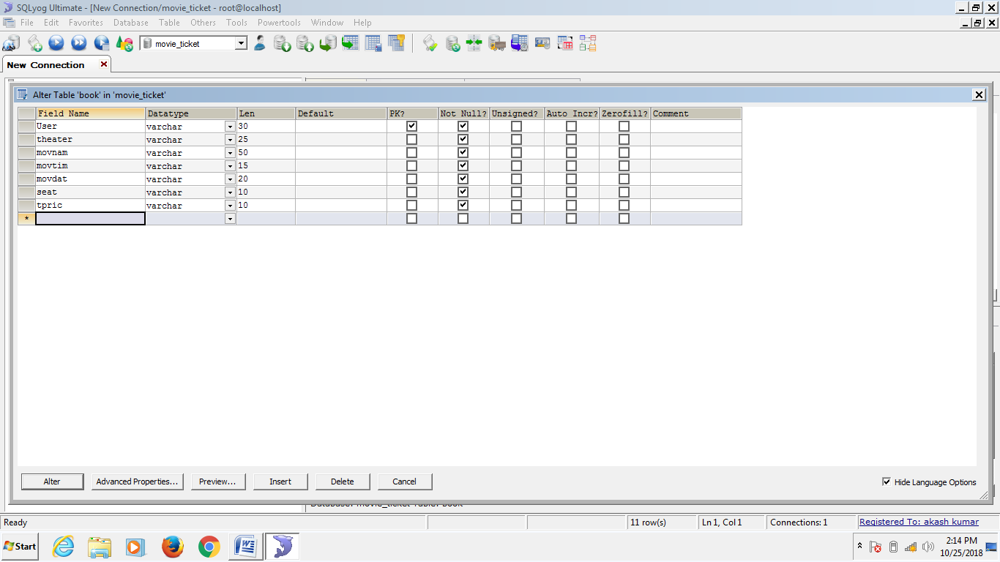 SQLyog Ultimate - [New Connection/movie_ticket - root@localhost]
File Edit Favorites Database Table Others Tools Powertools Window Help
movie_ticket
New Connection
Alter Table 'book' in 'movie_ticket'
Field Name Datatype Len Default PK? Not Null? Unsigned? Auto Incr? Zerofill? Comment
User varchar 30
theater varchar 25
movnam varchar 50
movtim varchar 15
movdat varchar 20
seat varchar 10
tpric varchar 10
*
Alter Advanced Properties... Preview... Insert Delete Cancel Hide Language Options
Database: movie_ticket Table: book
Ready 11 row(s) Ln 1, Col 1 Connections: 1 Registered To: akash kumar
Start 2:14 PM
10/25/2018